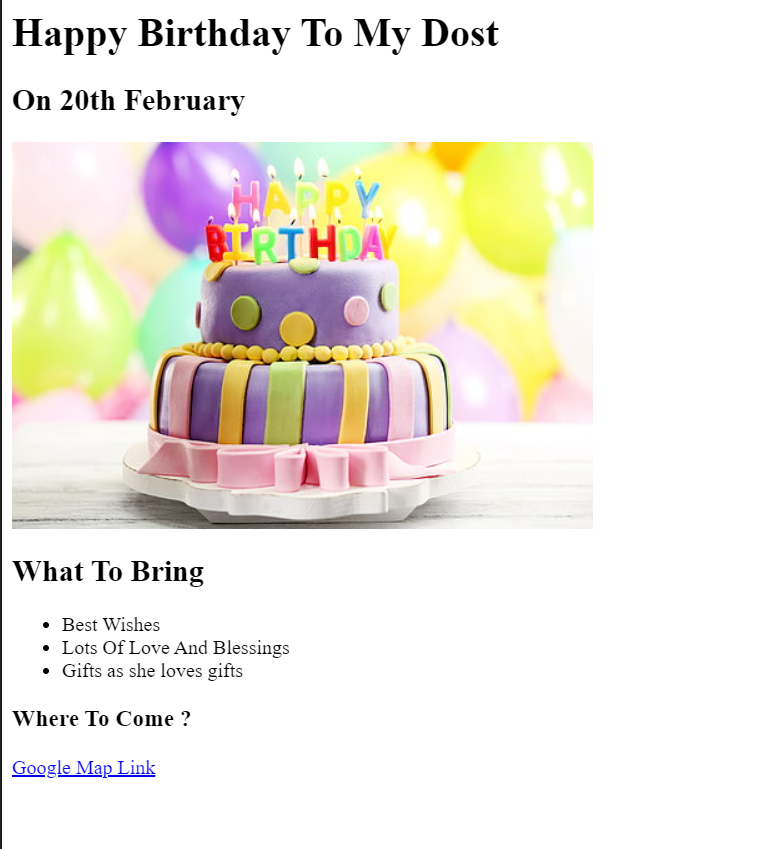 Happy Birthday To My Dost
On 20th February
HAPPY
BIRTHDAY
What To Bring
Best Wishes
Lots Of Love And Blessings
Gifts as she loves gifts
Where To Come ?
Google Map Link